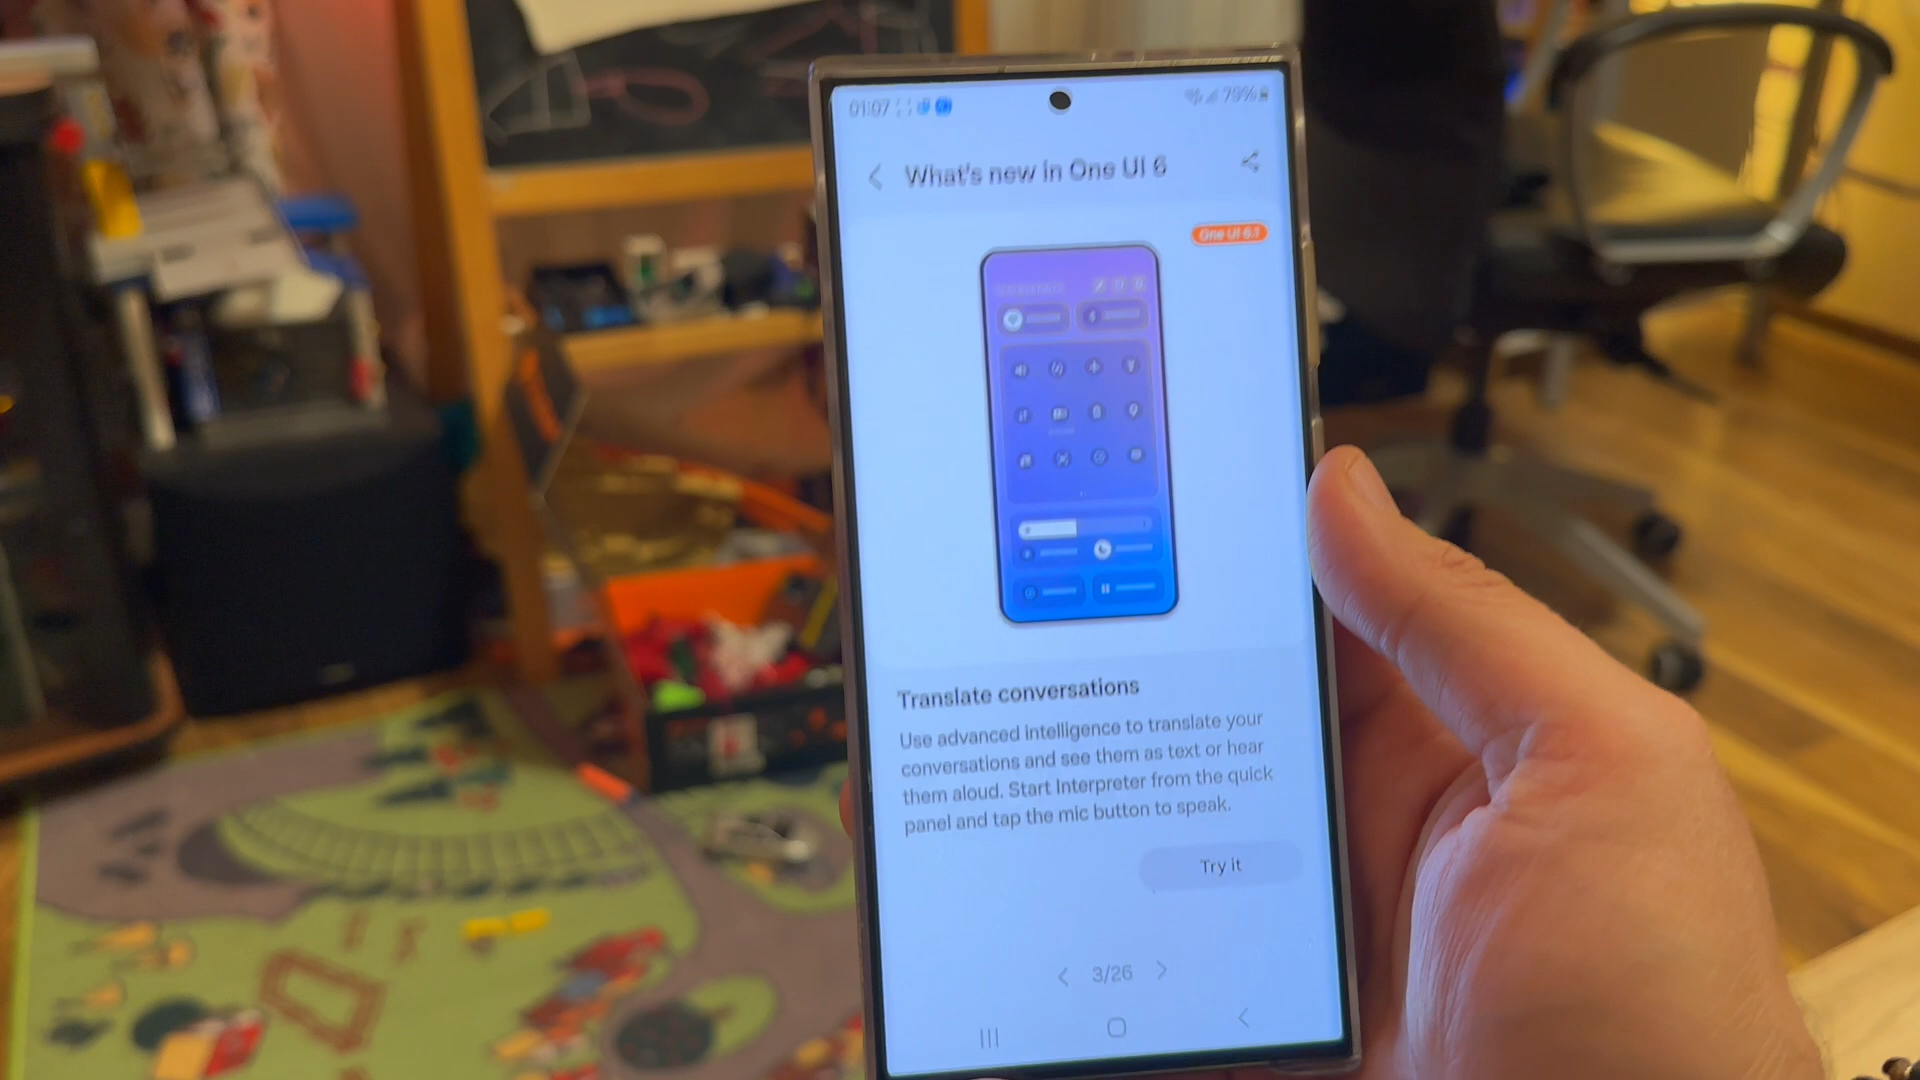 01:07
79%
What's new in One UI 6
One UI 6.1
Translate conversations
Use advanced intelligence to translate your
conversations and see them as text or hear
them aloud. Start Interpreter from the quick
panel and tap the mic button to speak.
Try it
3/26